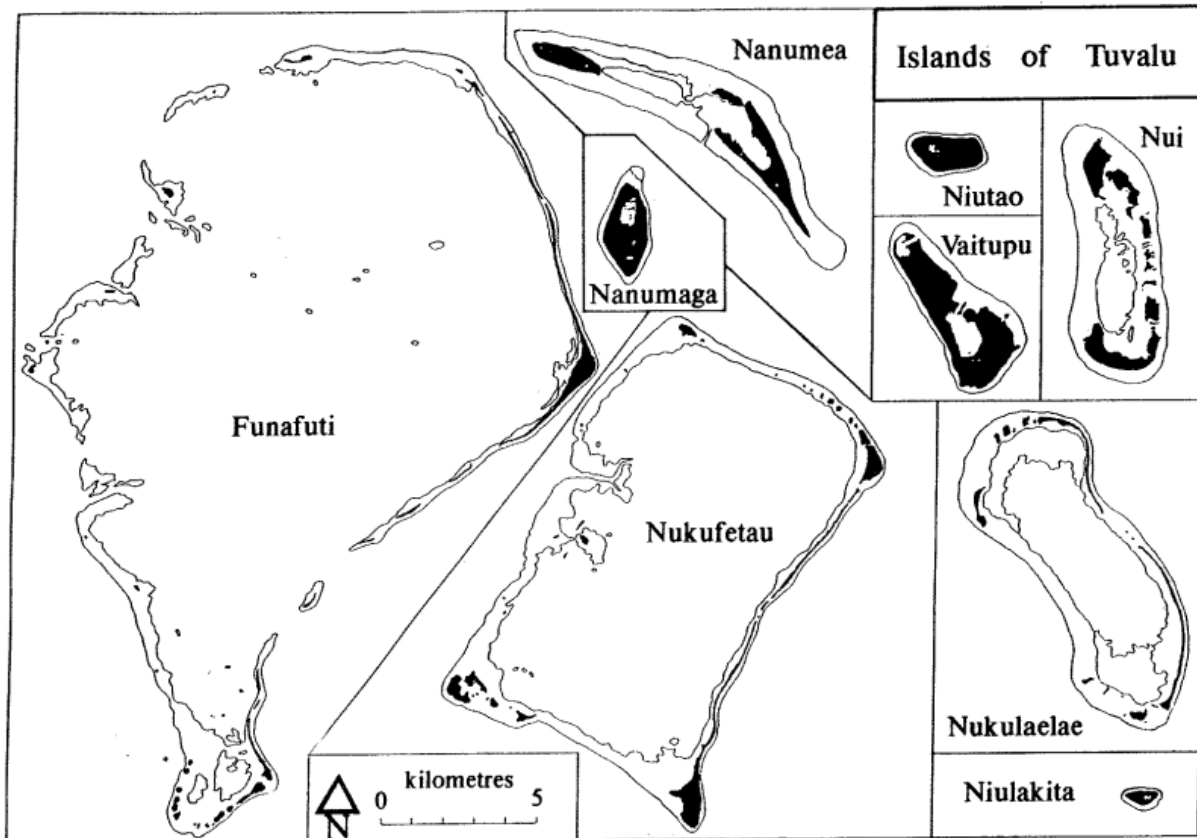 Islands of Tuvalu
Nanumea
Niutao
Nui
Vaitupu
Nanumaga
Funafuti
Nukufetau
Nukulaelae
Niulakita
kilometres
0 5
N